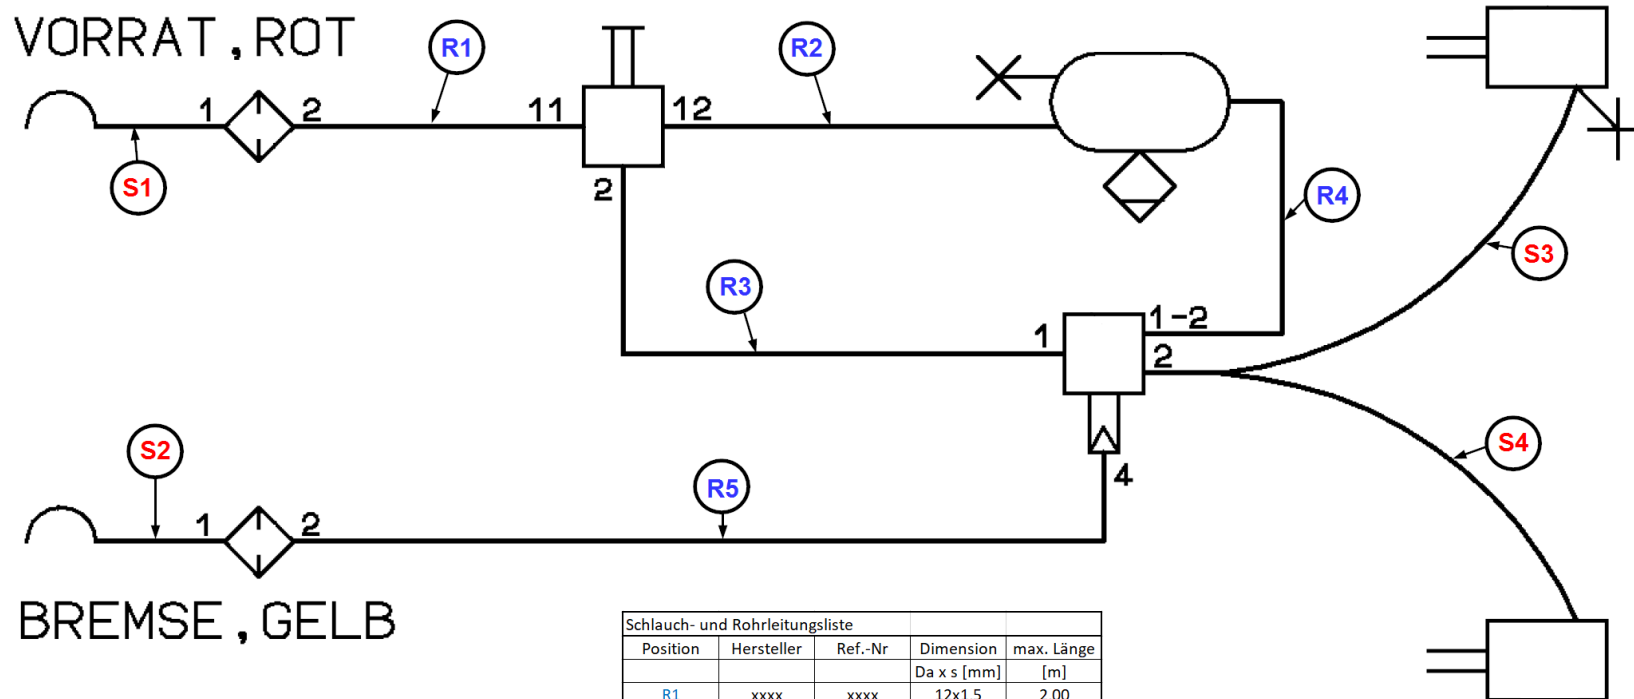 VORRAT, ROT
R1
R2
1
2
11
12
S1
2
R4
S3
R3
1-2
1
2
S2
S4
4
R5
1
2
BREMSE, GELB
Schlauch- und Rohrleitungsliste
Position Hersteller Ref.-Nr Dimension max. Länge
Da x s [mm] [m]
R1 xxxx xxxx 12x1,5 2,00